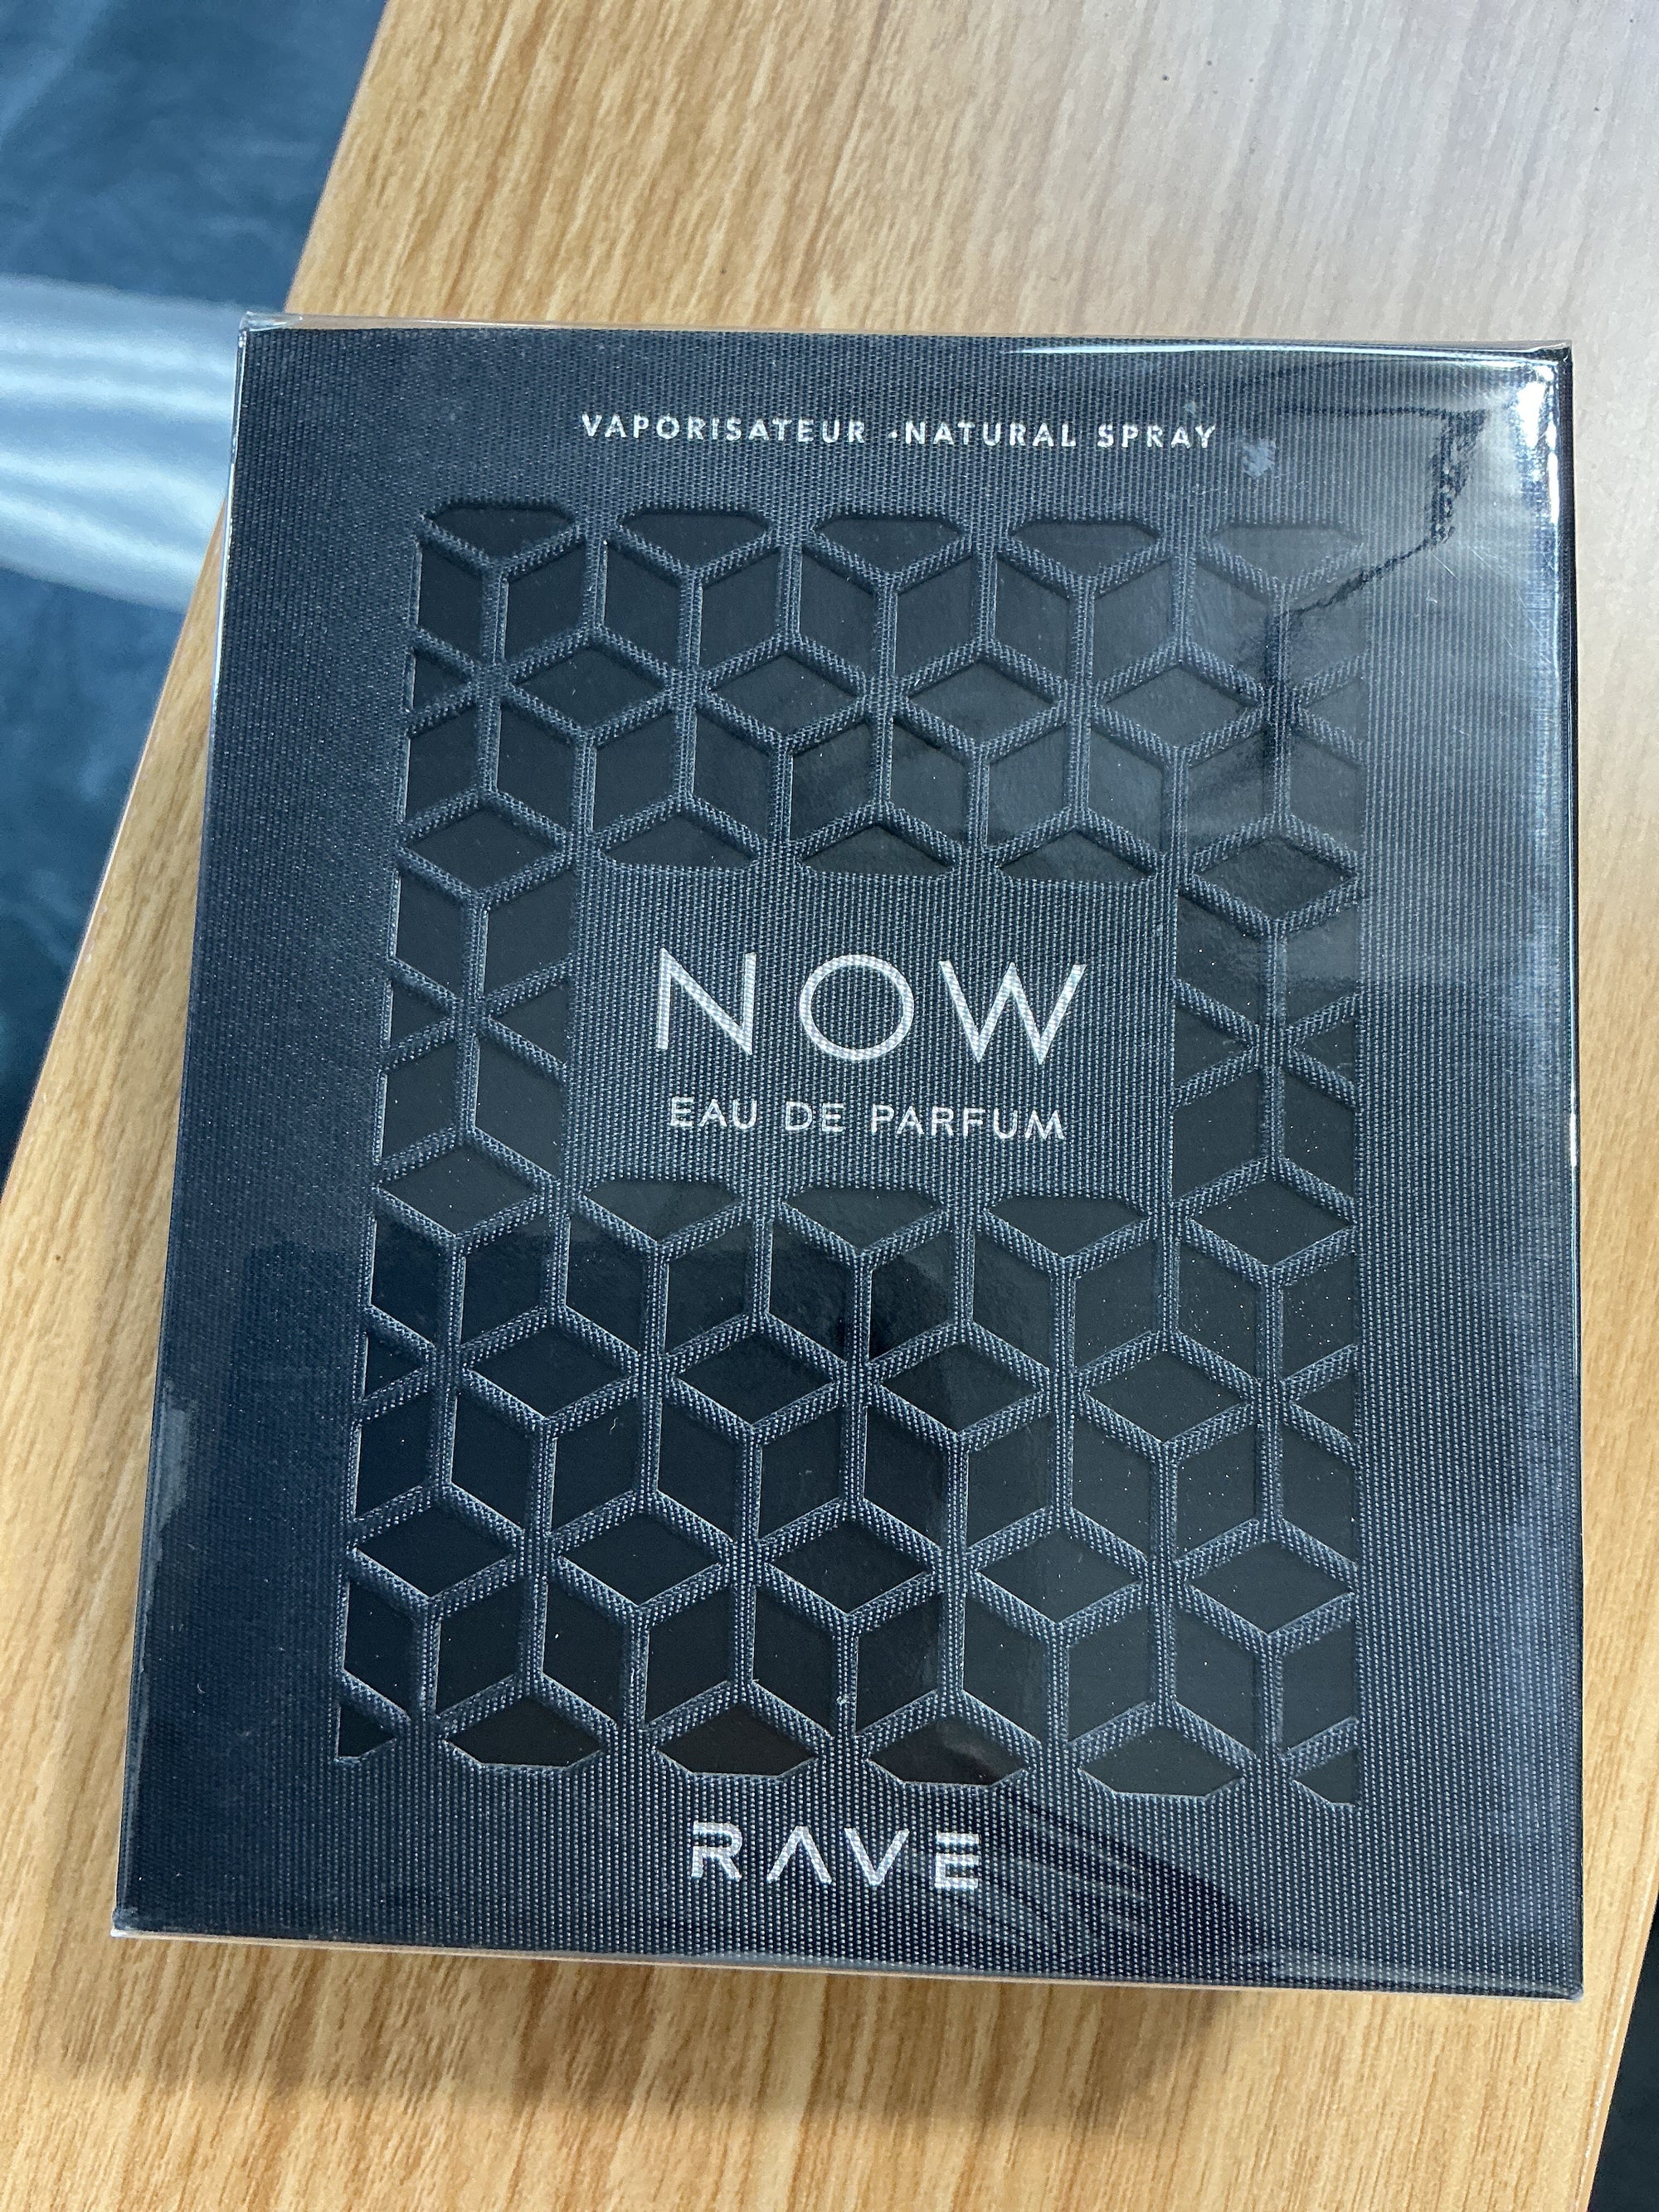 VAPORISATEUR •NATURAL SPRAY
NOW
EAU DE PARFUM
RAVE